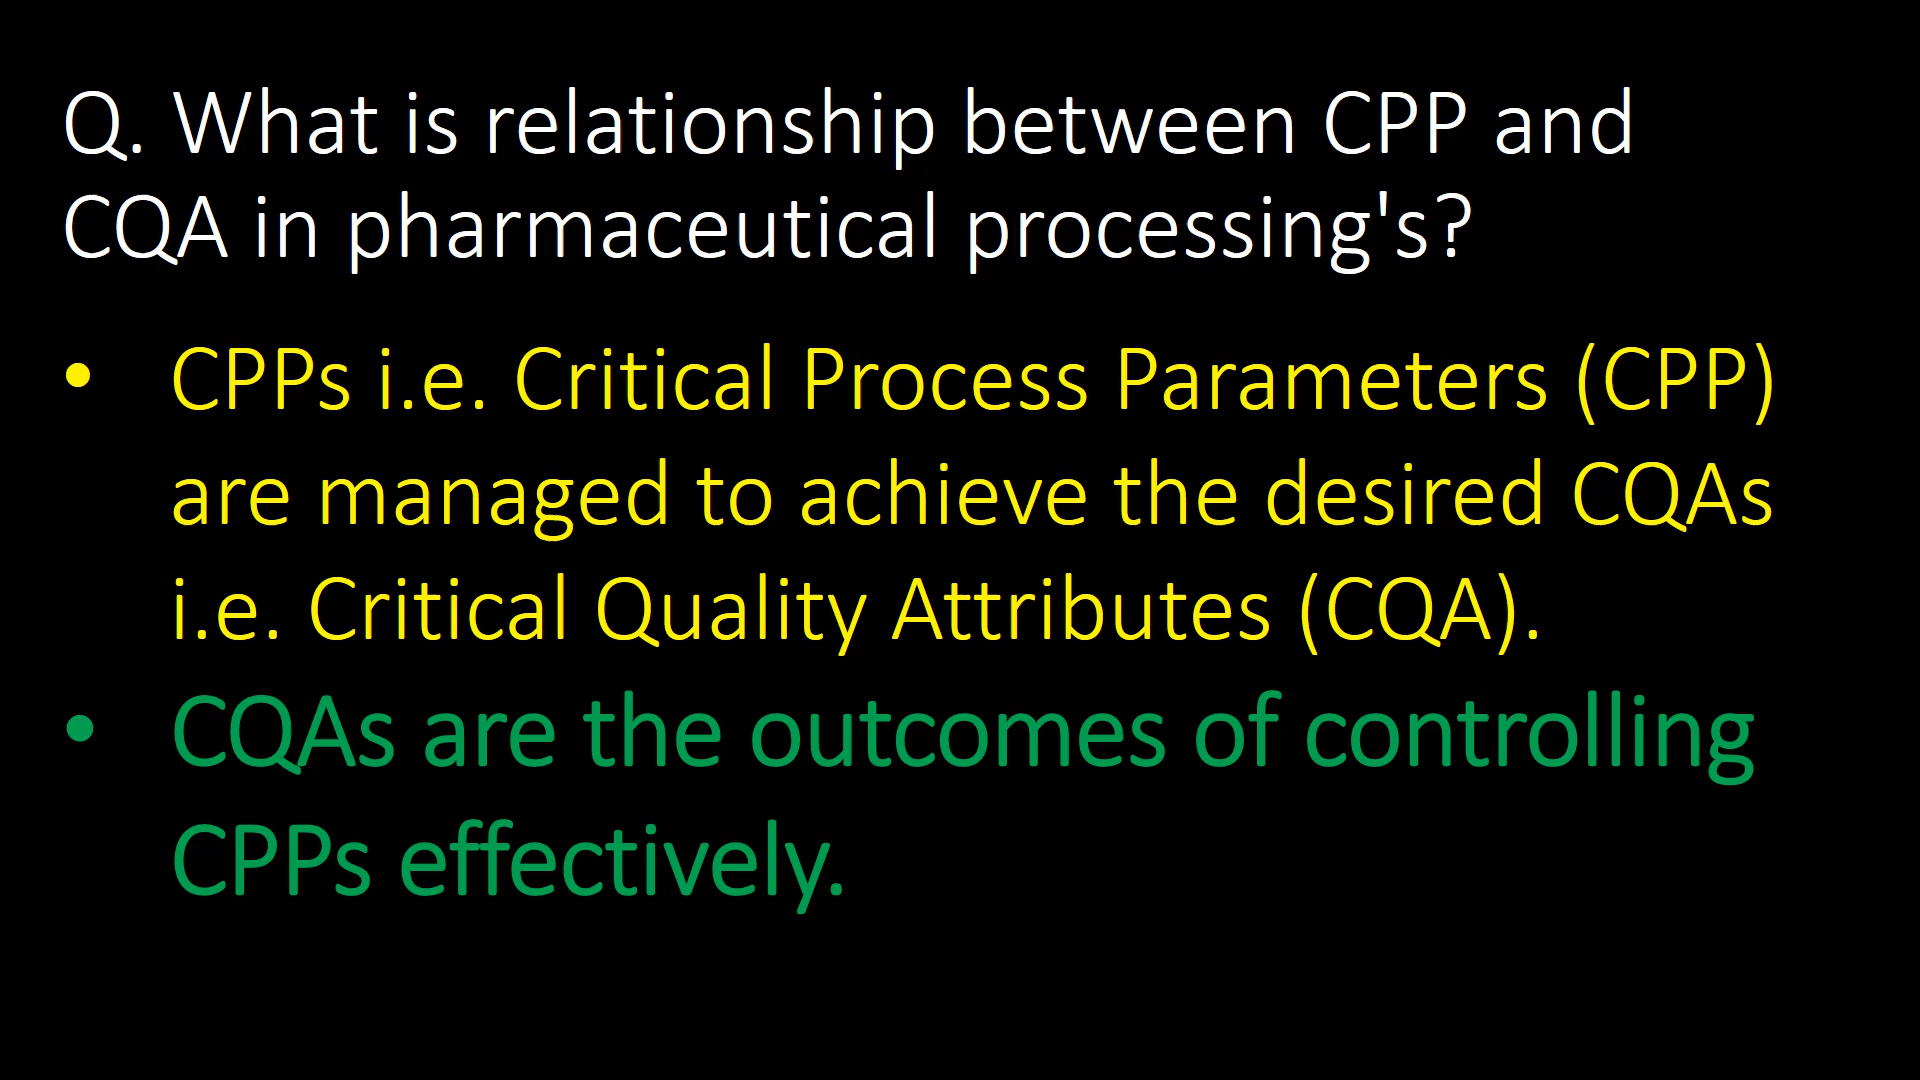 Q. What is relationship between CPP and
CQA in pharmaceutical processing's?
• CPPs i.e. Critical Process Parameters (CPP)
are managed to achieve the desired CQAs
i.e. Critical Quality Attributes (CQA).
• CQAs are the outcomes of controlling
CPPs effectively.